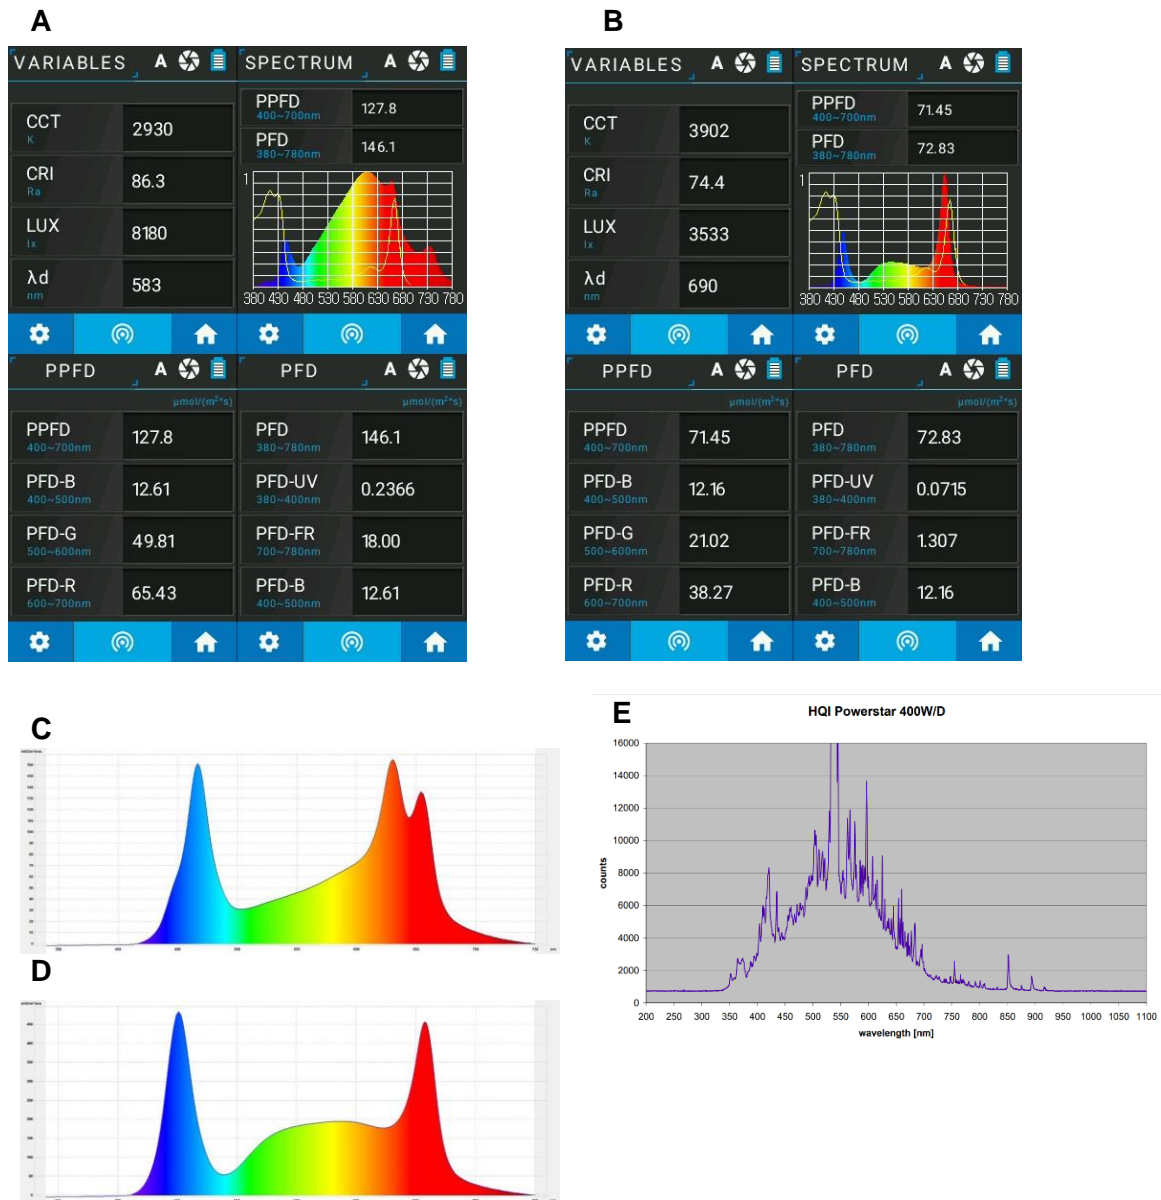 A
VARIABLES A
SPECTRUM A
CCT
K
2930
CRI
Ra
86.3
LUX
lx
8180
λd
nm
583
PPFD
400~700nm
127.8
PFD
380~780nm
146.1
1
380 430 480 530 580 630 680 730 780
PPFD A
PFD A
μmol/(m²*s)
μmol/(m²*s)
PPFD
400~700nm
127.8
PFD-B
400~500nm
12.61
PFD-G
500~600nm
49.81
PFD-R
600~700nm
65.43
PFD
380~780nm
146.1
PFD-UV
380~400nm
0.2366
PFD-FR
700~780nm
18.00
PFD-B
400~500nm
12.61
B
VARIABLES A
SPECTRUM A
CCT
K
3902
CRI
Ra
74.4
LUX
lx
3533
λd
nm
690
PPFD
400~700nm
71.45
PFD
380~780nm
72.83
1
380 430 480 530 580 630 680 730 780
PPFD A
PFD A
μmol/(m²*s)
μmol/(m²*s)
PPFD
400~700nm
71.45
PFD-B
400~500nm
12.16
PFD-G
500~600nm
21.02
PFD-R
600~700nm
38.27
PFD
380~780nm
72.83
PFD-UV
380~400nm
0.0715
PFD-FR
700~780nm
1.307
PFD-B
400~500nm
12.16
C
D
E
HQI Powerstar 400W/D
counts
16000
14000
12000
10000
8000
6000
4000
2000
0
200 250 300 350 400 450 500 550 600 650 700 750 800 850 900 950 1000 1050 1100
wavelength [nm]